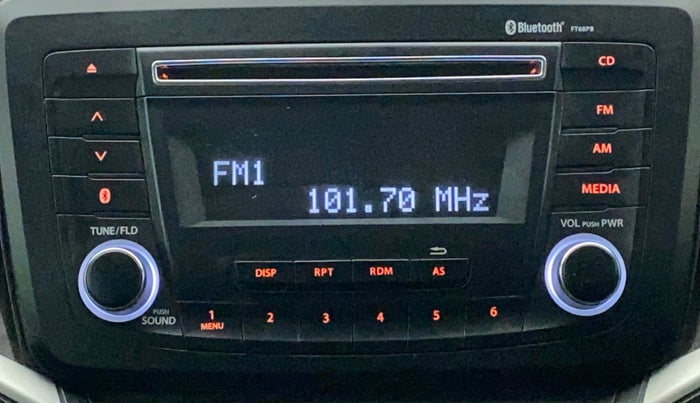 Bluetooth® FT68PB
CD
FM
AM
MEDIA
FM1
101.70 MHz
TUNE/FLD
VOL PUSH PWR
DISP RPT RDM AS
PUSH
SOUND
1 2 3 4 5 6
MENU